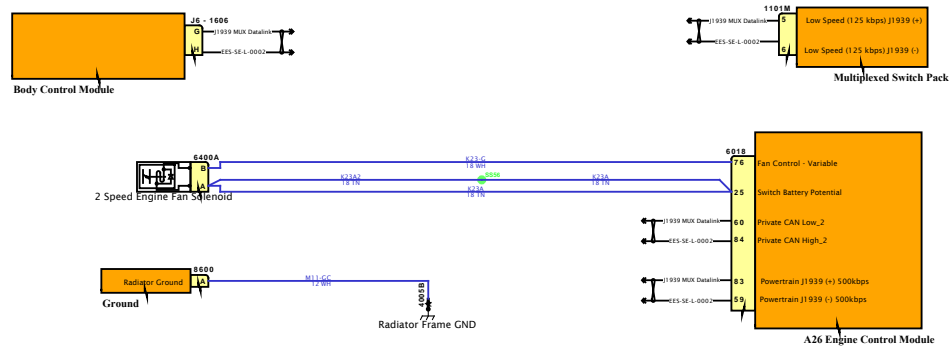 J6 - 1606
G
J1939 MUX Datalink
H
EES-SE-L-0002
Body Control Module
1101M
J1939 MUX Datalink
5
Low Speed (125 kbps) J1939 (+)
EES-SE-L-0002
6
Low Speed (125 kbps) J1939 (-)
Multiplexed Switch Pack
6400A
B
A
2 Speed Engine Fan Solenoid
K23-G
18 WH
K23A2
18 TN
K23A
18 TN
K23A
18 TN
6018
76
Fan Control - Variable
25
Switch Battery Potential
J1939 MUX Datalink
60
Private CAN Low_2
EES-SE-L-0002
84
Private CAN High_2
J1939 MUX Datalink
83
Powertrain J1939 (+) 500kbps
EES-SE-L-0002
59
Powertrain J1939 (-) 500kbps
A26 Engine Control Module
8600
Radiator Ground
A
Ground
M11-GC
12 WH
4005B
Radiator Frame GND